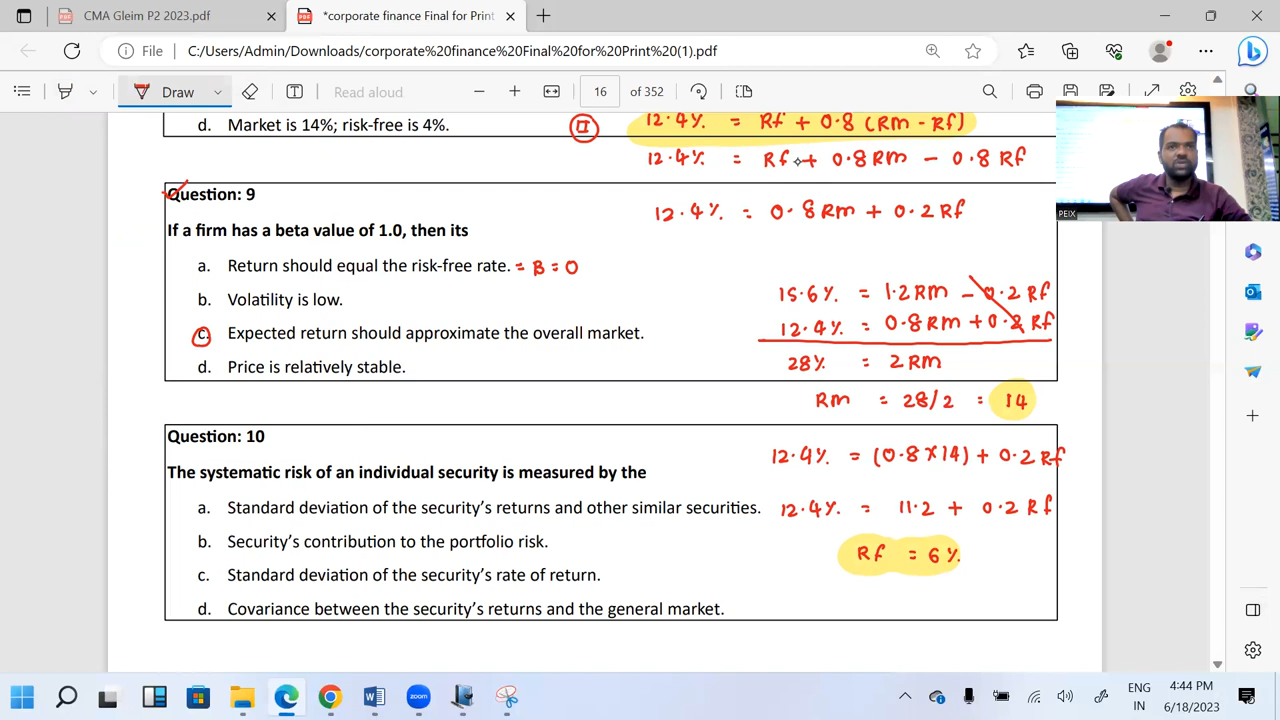 CMA Gleim P2 2023.pdf
*corporate finance Final for Print
File
C:/Users/Admin/Downloads/corporate%20finance%20Final%20for%20Print%20(1).pdf
Draw
Read aloud
16
of 352
d. Market is 14%; risk-free is 4%.
II
12.4% = Rf + 0.8 (Rm - Rf)
12.4% = Rf + 0.8 Rm - 0.8 Rf
PEIX
Question: 9
12.4% = 0.8 Rm + 0.2 Rf
If a firm has a beta value of 1.0, then its
a. Return should equal the risk-free rate. = B = 0
b. Volatility is low.
15.6% = 1.2 Rm - 0.2 Rf
c. Expected return should approximate the overall market.
12.4% = 0.8 Rm + 0.2 Rf
d. Price is relatively stable.
28% = 2 Rm
Rm = 28/2 = 14
Question: 10
12.4% = (0.8 X 14) + 0.2 Rf
The systematic risk of an individual security is measured by the
a. Standard deviation of the security’s returns and other similar securities.
12.4% = 11.2 + 0.2 Rf
b. Security’s contribution to the portfolio risk.
Rf = 6%
c. Standard deviation of the security’s rate of return.
d. Covariance between the security’s returns and the general market.
ENG
IN
4:44 PM
6/18/2023